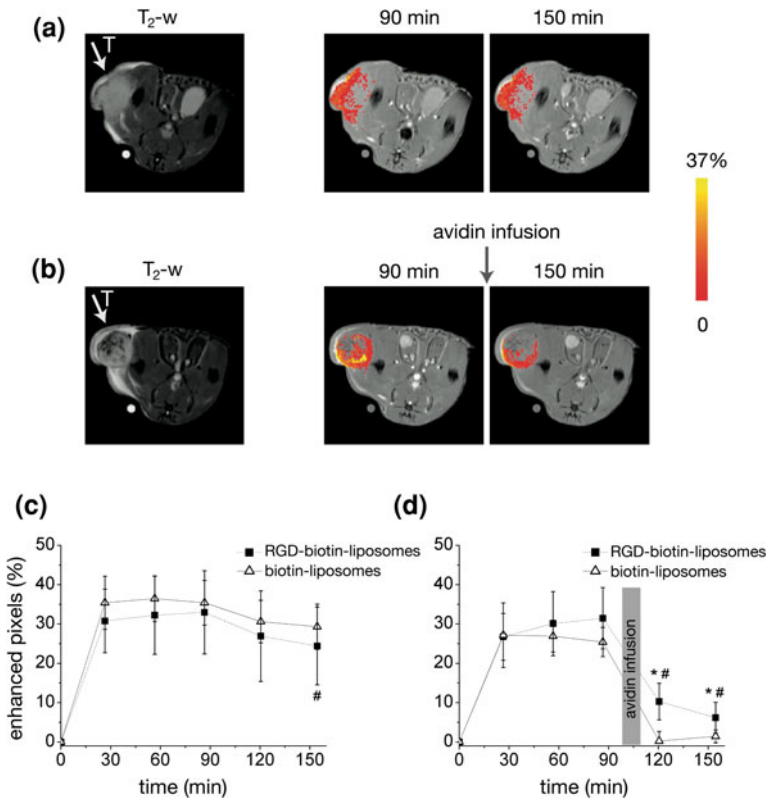 (a)
T₂-w
90 min
150 min
T
37%
0
avidin infusion
(b)
T₂-w
90 min
150 min
T
(c)
RGD-biotin-liposomes
biotin-liposomes
enhanced pixels (%)
50
40
30
20
10
0
#
0 30 60 90 120 150
time (min)
(d)
RGD-biotin-liposomes
biotin-liposomes
50
40
30
20
10
0
avidin infusion
* #
* #
0 30 60 90 120 150
time (min)